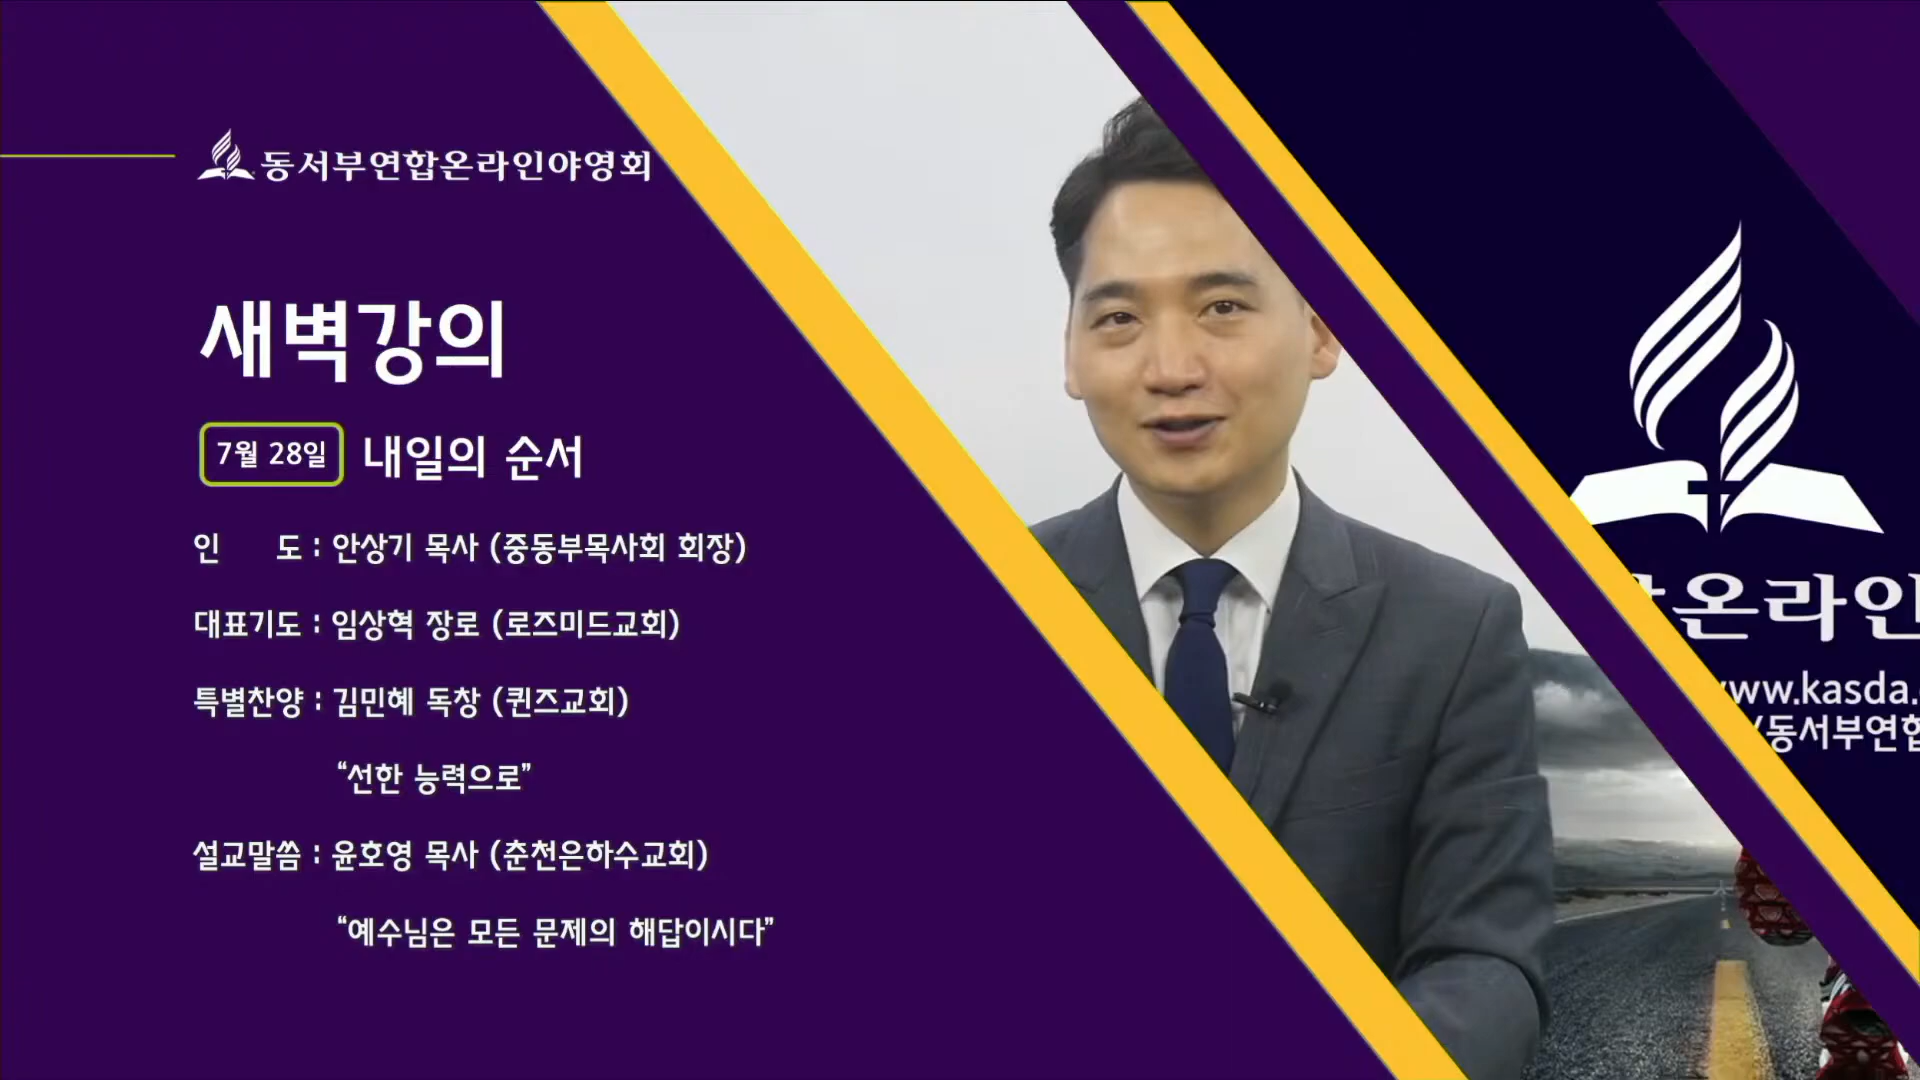 동서부연합온라인야영회
새벽강의
7월 28일 내일의 순서
인 도 : 안상기 목사 (중동부목사회 회장)
대표기도 : 임상혁 장로 (로즈미드교회)
특별찬양 : 김민혜 독창 (퀸즈교회)
“선한 능력으로”
설교말씀 : 윤호영 목사 (춘천은하수교회)
“예수님은 모든 문제의 해답이시다”
온라인
www.kasda.
/동서부연합